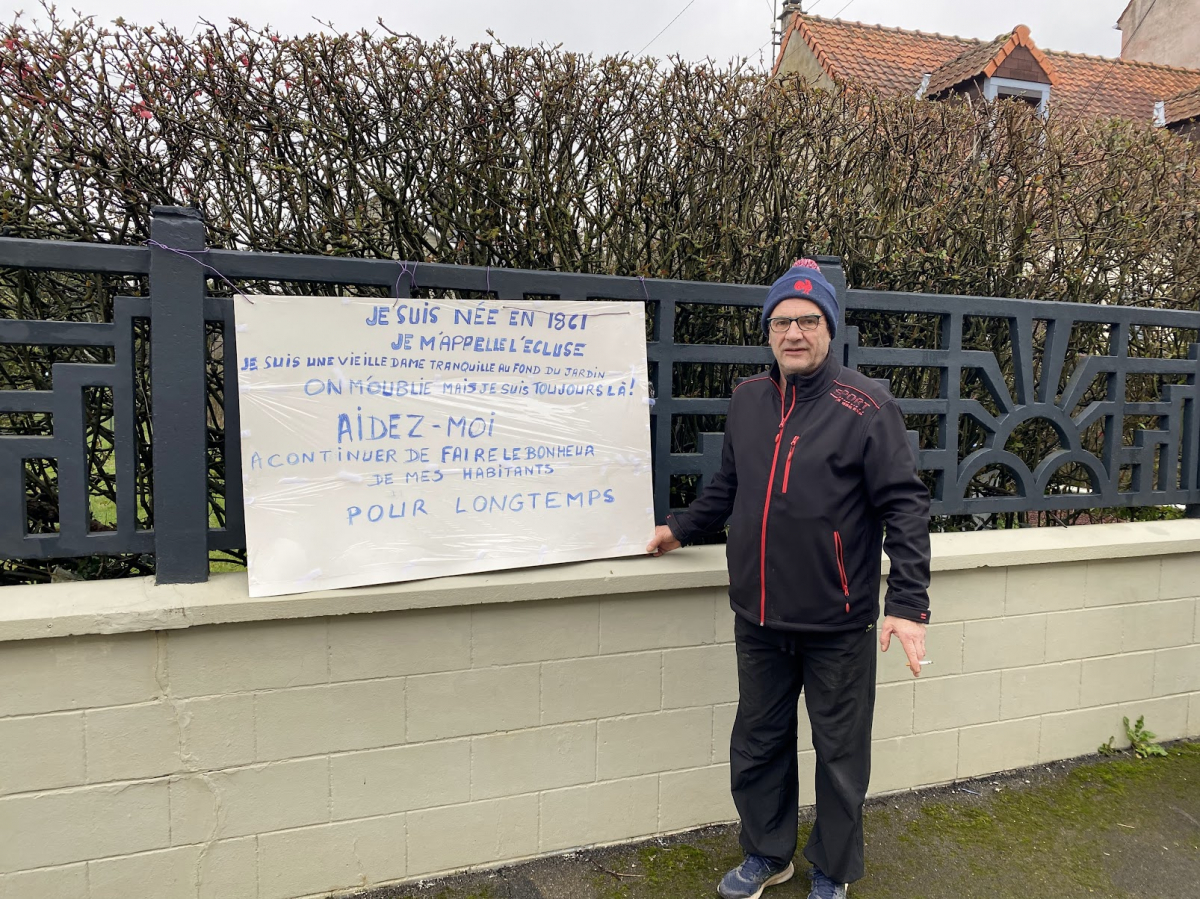 JE SUIS NÉE EN 1861
JE M'APPELLE L'ECLUSE
JE SUIS UNE VIEILLE DAME TRANQUILLE AU FOND DU JARDIN
ON M'OUBLIE MAIS JE SUIS TOUJOURS LÀ!
AIDEZ-MOI
A CONTINUER DE FAIRE LE BONHEUR
DE MES HABITANTS
POUR LONGTEMPS
SPORT